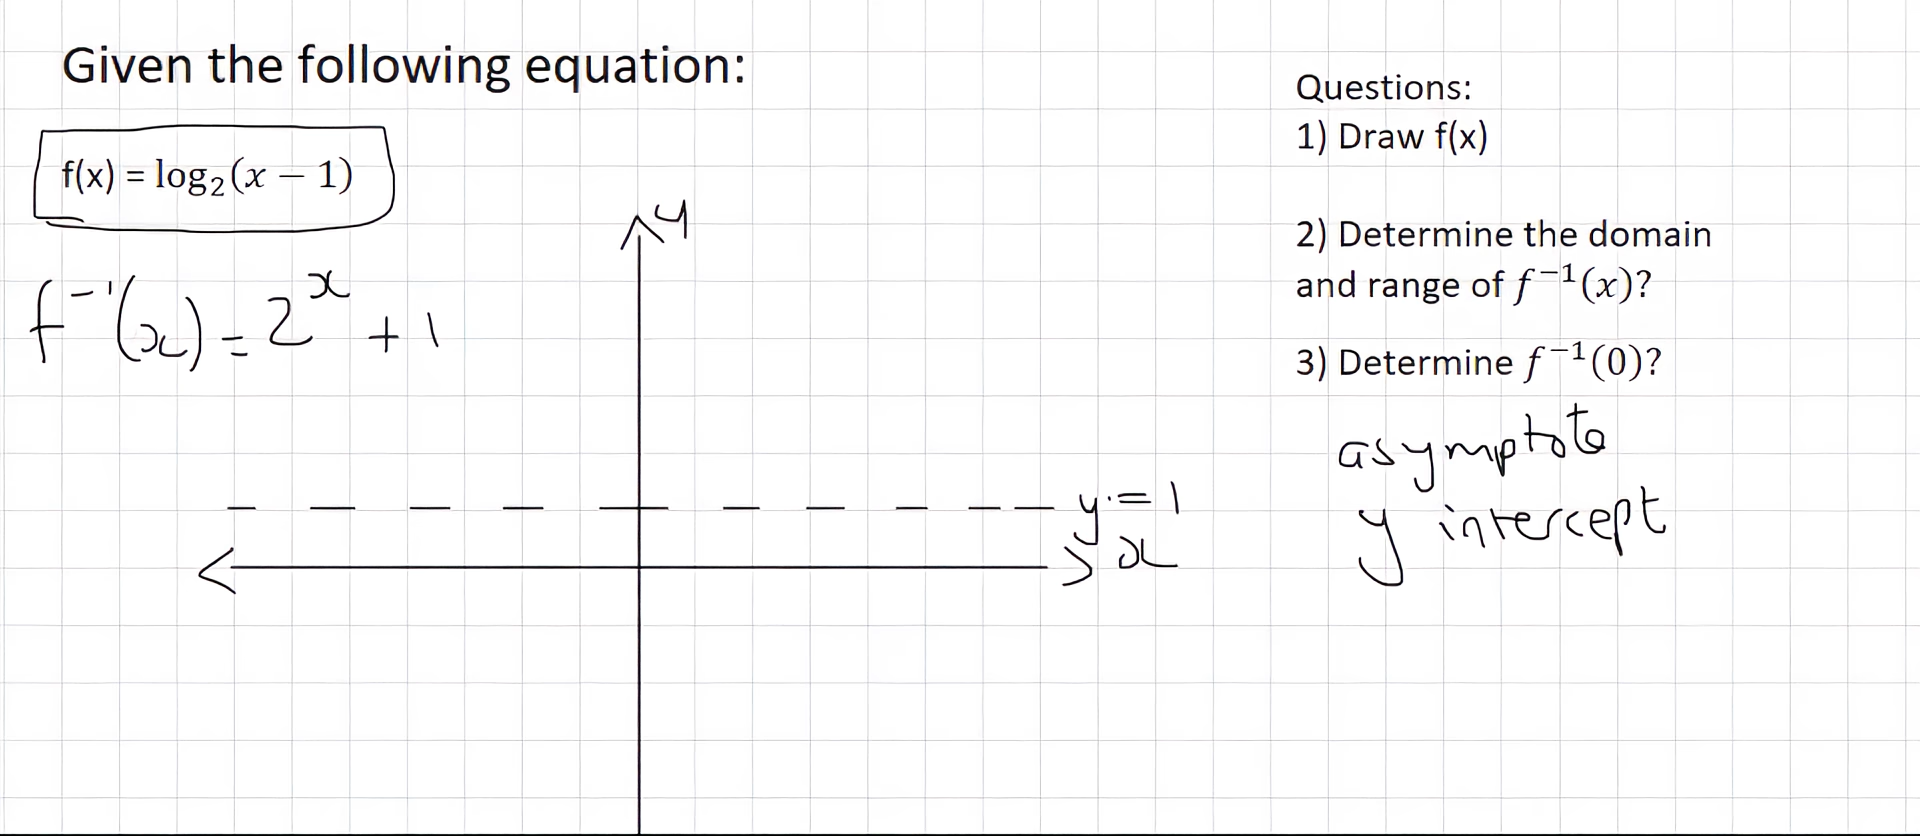 Given the following equation:
f(x) = log₂(x − 1)
f⁻¹(x) = 2ˣ + 1
y
y = 1
x
Questions:
1) Draw f(x)
2) Determine the domain
and range of f⁻¹(x)?
3) Determine f⁻¹(0)?
asymptote
y intercept